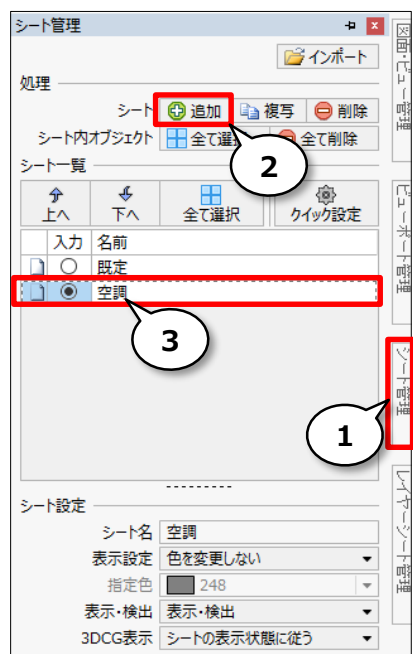 シート管理
インポート
処理
シート 追加 複写 削除
シート内オブジェクト 全て選 全て削除
2
シート一覧
上へ 下へ 全て選択 クイック設定
入力 名前
既定
空調
3
1
シート設定
シート名 空調
表示設定 色を変更しない
指定色 248
表示・検出 表示・検出
3DCG表示 シートの表示状態に従う
図面・ビュー管理
ビューポート管理
シート管理
レイヤーシート管理